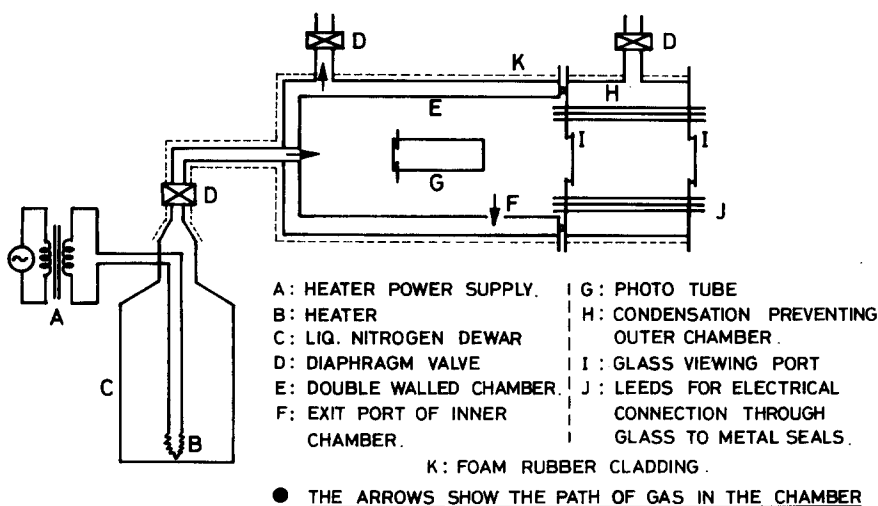 D
K
D
H
E
I
I
G
F
J
D
A
C
B
A: HEATER POWER SUPPLY.
B: HEATER
C: LIQ. NITROGEN DEWAR
D: DIAPHRAGM VALVE
E: DOUBLE WALLED CHAMBER.
F: EXIT PORT OF INNER
CHAMBER.
G: PHOTO TUBE
H: CONDENSATION PREVENTING
OUTER CHAMBER.
I: GLASS VIEWING PORT
J: LEEDS FOR ELECTRICAL
CONNECTION THROUGH
GLASS TO METAL SEALS.
K: FOAM RUBBER CLADDING.
● THE ARROWS SHOW THE PATH OF GAS IN THE CHAMBER